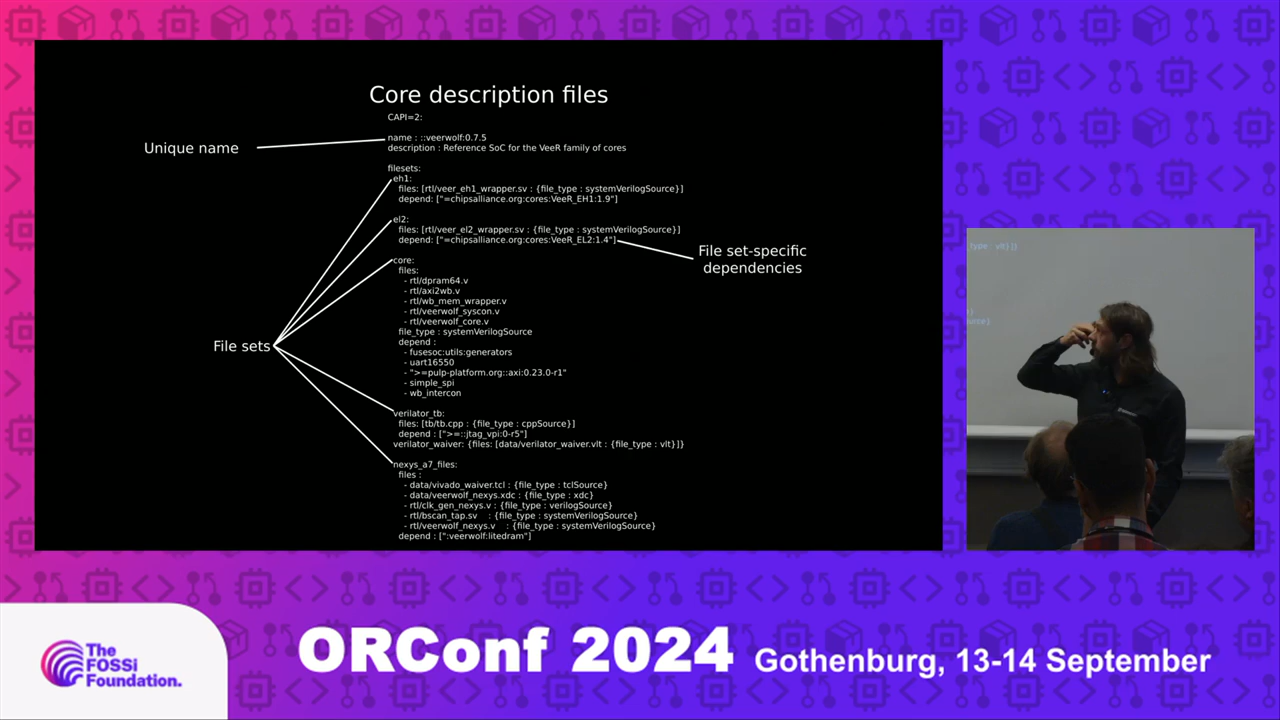 Core description files
CAPI=2:
Unique name
name : ::veerwolf:0.7.5
description : Reference SoC for the VeeR family of cores
filesets:
eh1:
files: [rtl/veer_eh1_wrapper.sv : {file_type : systemVerilogSource}]
depend: ["=chipsalliance.org:cores:VeeR_EH1:1.9"]
el2:
files: [rtl/veer_el2_wrapper.sv : {file_type : systemVerilogSource}]
depend: ["=chipsalliance.org:cores:VeeR_EL2:1.4"]
File set-specific
dependencies
core:
files:
- rtl/dpram64.v
- rtl/axi2wb.v
- rtl/wb_mem_wrapper.v
- rtl/veerwolf_syscon.v
- rtl/veerwolf_core.v
file_type : systemVerilogSource
depend :
- fusesoc:utils:generators
- uart16550
- ">=pulp-platform.org::axi:0.23.0-r1"
- simple_spi
- wb_intercon
File sets
verilator_tb:
files: [tb/tb.cpp : {file_type : cppSource}]
depend : [">=::jtag_vpi:0-r5"]
verilator_waiver: {files: [data/verilator_waiver.vlt : {file_type : vlt}]}
nexys_a7_files:
files :
- data/vivado_waiver.tcl : {file_type : tclSource}
- data/veerwolf_nexys.xdc : {file_type : xdc}
- rtl/clk_gen_nexys.v : {file_type : verilogSource}
- rtl/bscan_tap.sv : {file_type : systemVerilogSource}
- rtl/veerwolf_nexys.v : {file_type : systemVerilogSource}
depend : [":veerwolf:litedram"]
The
FOSSi
Foundation.
ORConf 2024 Gothenburg, 13-14 September